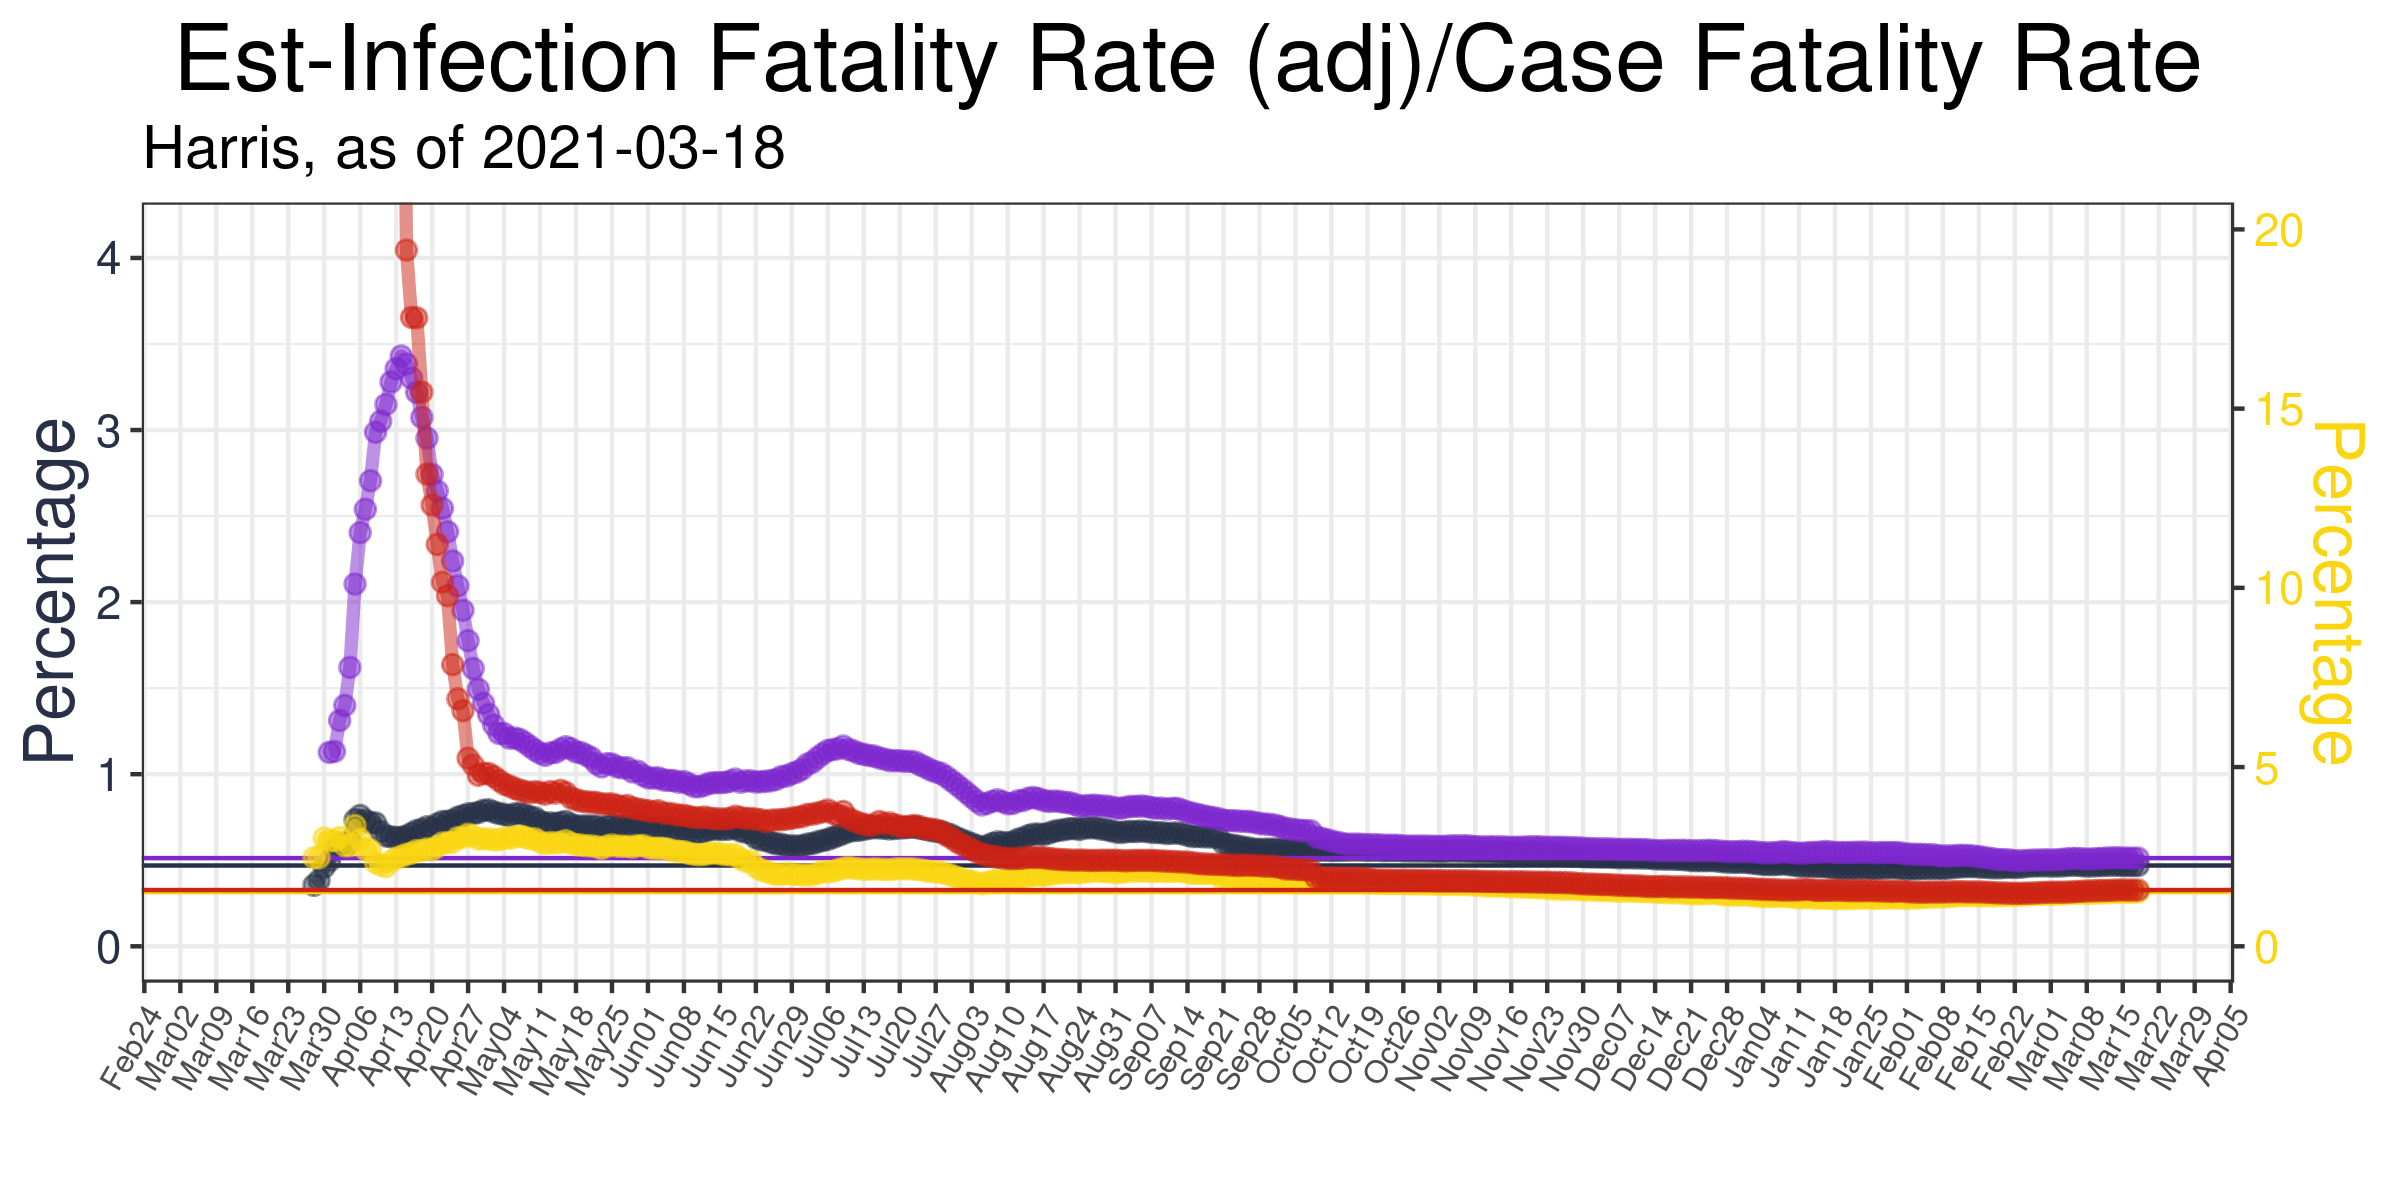 Est-Infection Fatality Rate (adj)/Case Fatality Rate
Harris, as of 2021-03-18
Percentage
4
3
2
1
0
20
15
10
5
0
Percentage
Feb24
Mar02
Mar09
Mar16
Mar23
Mar30
Apr06
Apr13
Apr20
Apr27
May04
May11
May18
May25
Jun01
Jun08
Jun15
Jun22
Jun29
Jul06
Jul13
Jul20
Jul27
Aug03
Aug10
Aug17
Aug24
Aug31
Sep07
Sep14
Sep21
Sep28
Oct05
Oct12
Oct19
Oct26
Nov02
Nov09
Nov16
Nov23
Nov30
Dec07
Dec14
Dec21
Dec28
Dec04
Jan11
Jan18
Jan25
Feb01
Feb08
Feb15
Feb22
Mar01
Mar08
Mar15
Mar22
Mar29
Apr05